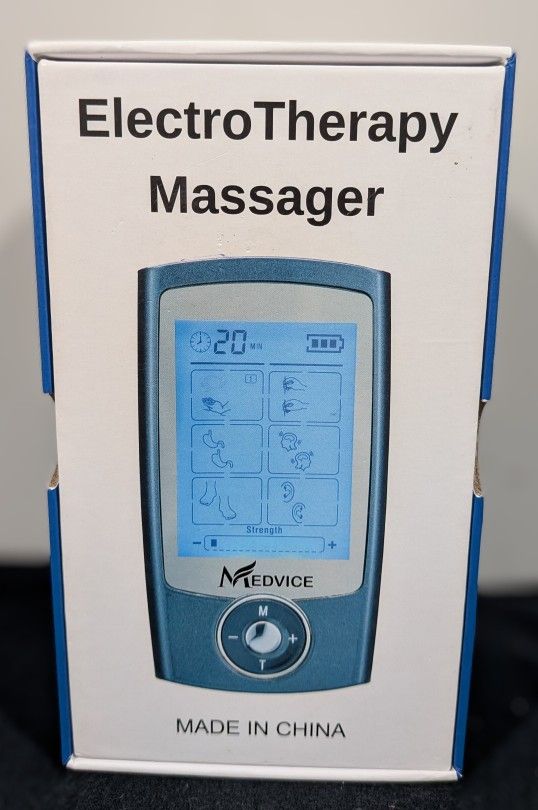 ElectroTherapy
Massager
20 MIN
Strength
- +
MEDVICE
M
- +
T
MADE IN CHINA